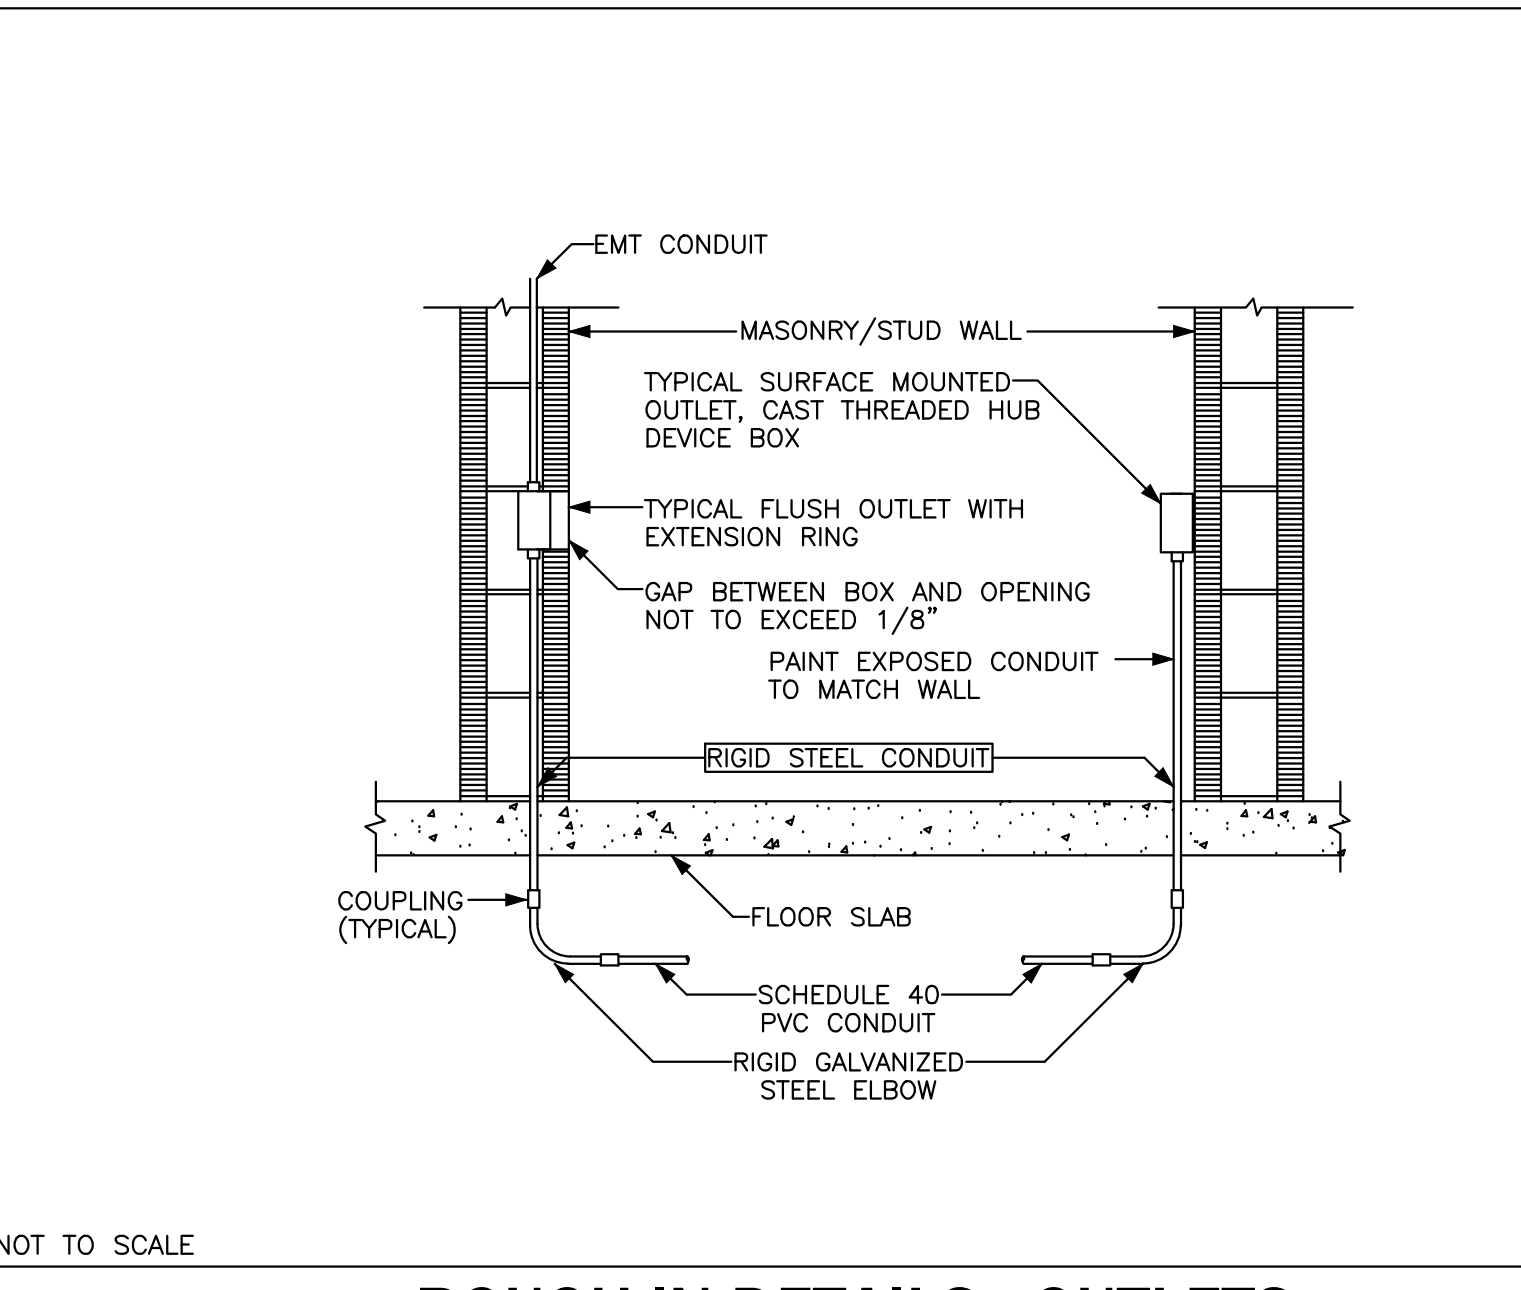 EMT CONDUIT
MASONRY/STUD WALL
TYPICAL SURFACE MOUNTED
OUTLET, CAST THREADED HUB
DEVICE BOX
TYPICAL FLUSH OUTLET WITH
EXTENSION RING
GAP BETWEEN BOX AND OPENING
NOT TO EXCEED 1/8”
PAINT EXPOSED CONDUIT
TO MATCH WALL
RIGID STEEL CONDUIT
COUPLING
(TYPICAL)
FLOOR SLAB
SCHEDULE 40
PVC CONDUIT
RIGID GALVANIZED
STEEL ELBOW
NOT TO SCALE